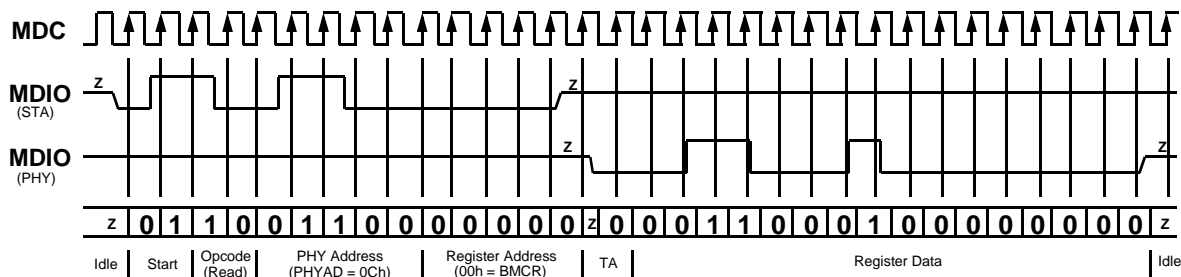 MDC
z z
MDIO
(STA)
z z
MDIO
(PHY)
z 0 1 1 0 0 1 1 0 0 0 0 0 0 0 z 0 0 0 1 1 0 0 0 1 0 0 0 0 0 0 0 0 z
Idle Start Opcode (Read) PHY Address (PHYAD = 0Ch) Register Address (00h = BMCR) TA Register Data Idle